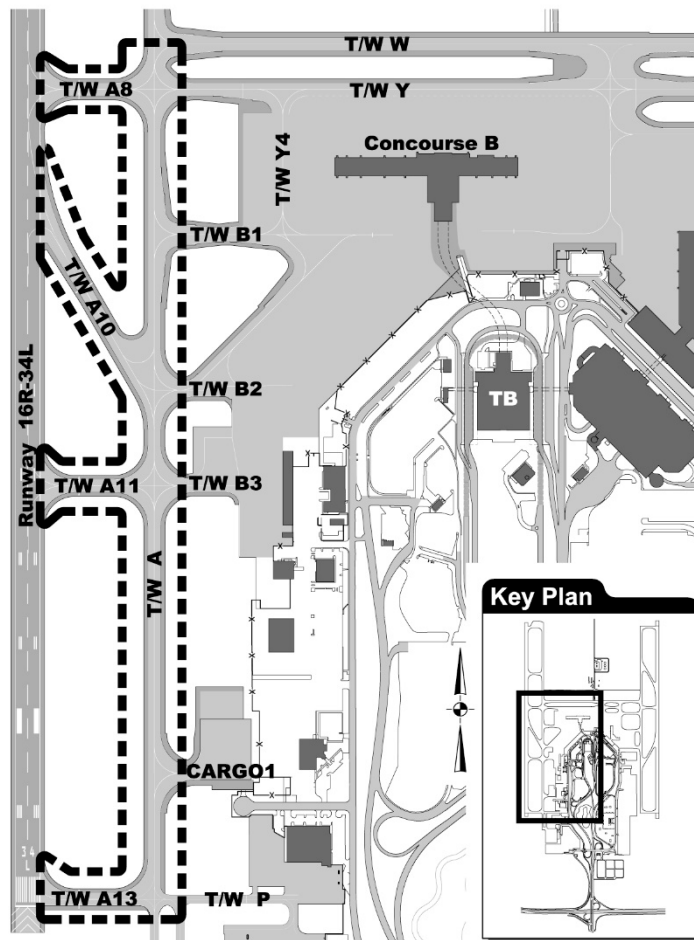 T/W W
T/W A8
T/W Y
T/W Y4
Concourse B
T/W B1
T/W A10
T/W B2
TB
Runway 16R-34L
T/W A11
T/W B3
T/W A
Key Plan
CARGO1
34
L
T/W A13
T/W P